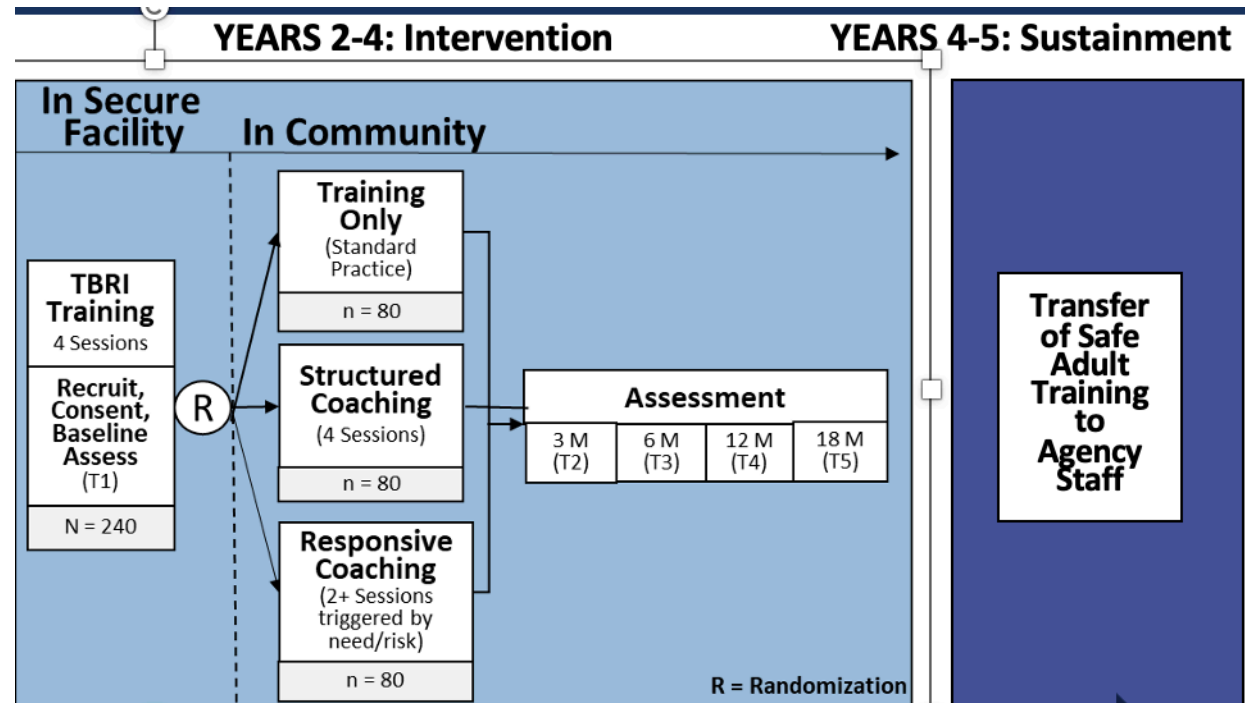 YEARS 2-4: Intervention
YEARS 4-5: Sustainment
In Secure
Facility
In Community
TBRI
Training
4 Sessions
Recruit,
Consent,
Baseline
Assess
(T1)
N = 240
R
Training
Only
(Standard
Practice)
n = 80
Structured
Coaching
(4 Sessions)
n = 80
Responsive
Coaching
(2+ Sessions
triggered by
need/risk)
n = 80
Assessment
3 M
(T2)
6 M
(T3)
12 M
(T4)
18 M
(T5)
R = Randomization
Transfer
of Safe
Adult
Training
to
Agency
Staff